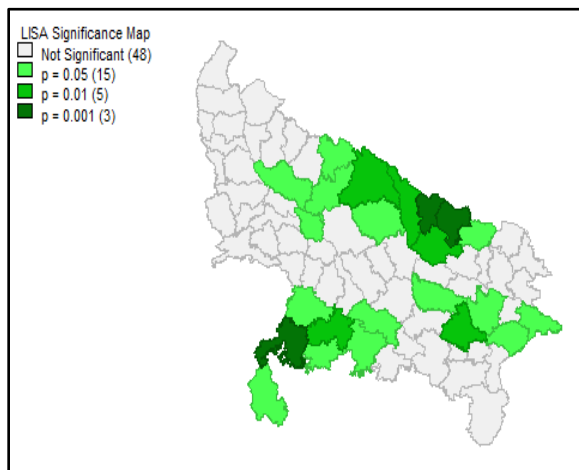 LISA Significance Map
Not Significant (48)
p = 0.05 (15)
p = 0.01 (5)
p = 0.001 (3)